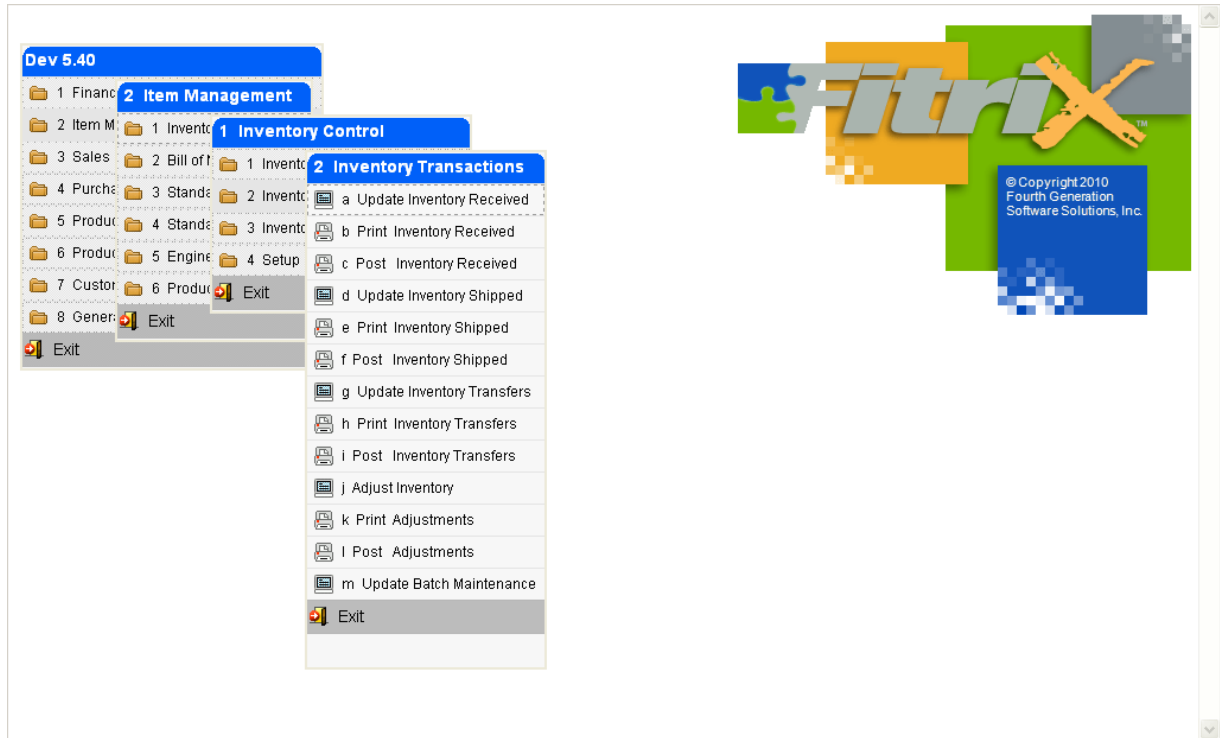 Dev 5.40
1 Financ
2 Item M
3 Sales
4 Purcha
5 Produc
6 Produc
7 Custor
8 Genera
Exit
2 Item Management
1 Invento
2 Bill of M
3 Standa
4 Standa
5 Engine
6 Produc
Exit
1 Inventory Control
1 Invento
2 Invento
3 Invento
4 Setup
Exit
2 Inventory Transactions
a Update Inventory Received
b Print Inventory Received
c Post Inventory Received
d Update Inventory Shipped
e Print Inventory Shipped
f Post Inventory Shipped
g Update Inventory Transfers
h Print Inventory Transfers
i Post Inventory Transfers
j Adjust Inventory
k Print Adjustments
l Post Adjustments
m Update Batch Maintenance
Exit
FitriX
TM
© Copyright 2010
Fourth Generation
Software Solutions, Inc.